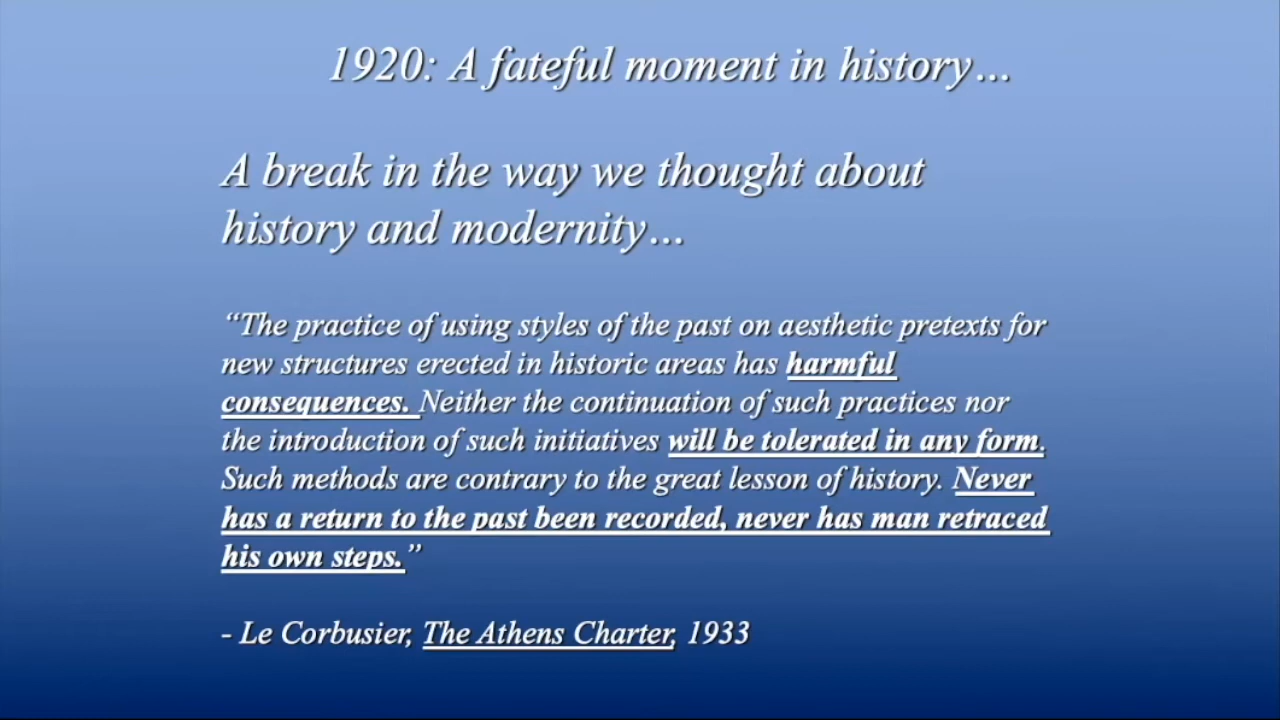 1920: A fateful moment in history…
A break in the way we thought about
history and modernity…
“The practice of using styles of the past on aesthetic pretexts for
new structures erected in historic areas has harmful
consequences. Neither the continuation of such practices nor
the introduction of such initiatives will be tolerated in any form.
Such methods are contrary to the great lesson of history. Never
has a return to the past been recorded, never has man retraced
his own steps.”
- Le Corbusier, The Athens Charter, 1933